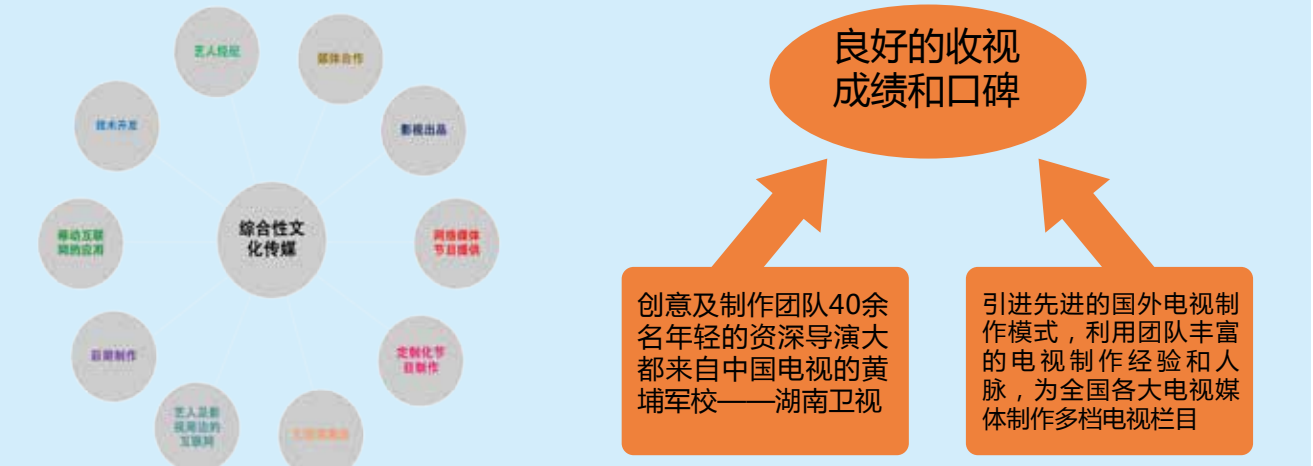 艺人经纪
媒体合作
技术开发
影视出品
综合性文
化传媒
移动互联
网的应用
网络媒体
节目提供
后期制作
定制化节
目制作
艺人及影
视周边的
互联网
良好的收视
成绩和口碑
创意及制作团队40余
名年轻的资深导演大
都来自中国电视的黄
埔军校——湖南卫视
引进先进的国外电视制
作模式，利用团队丰富
的电视制作经验和人
脉，为全国各大电视媒
体制作多档电视栏目